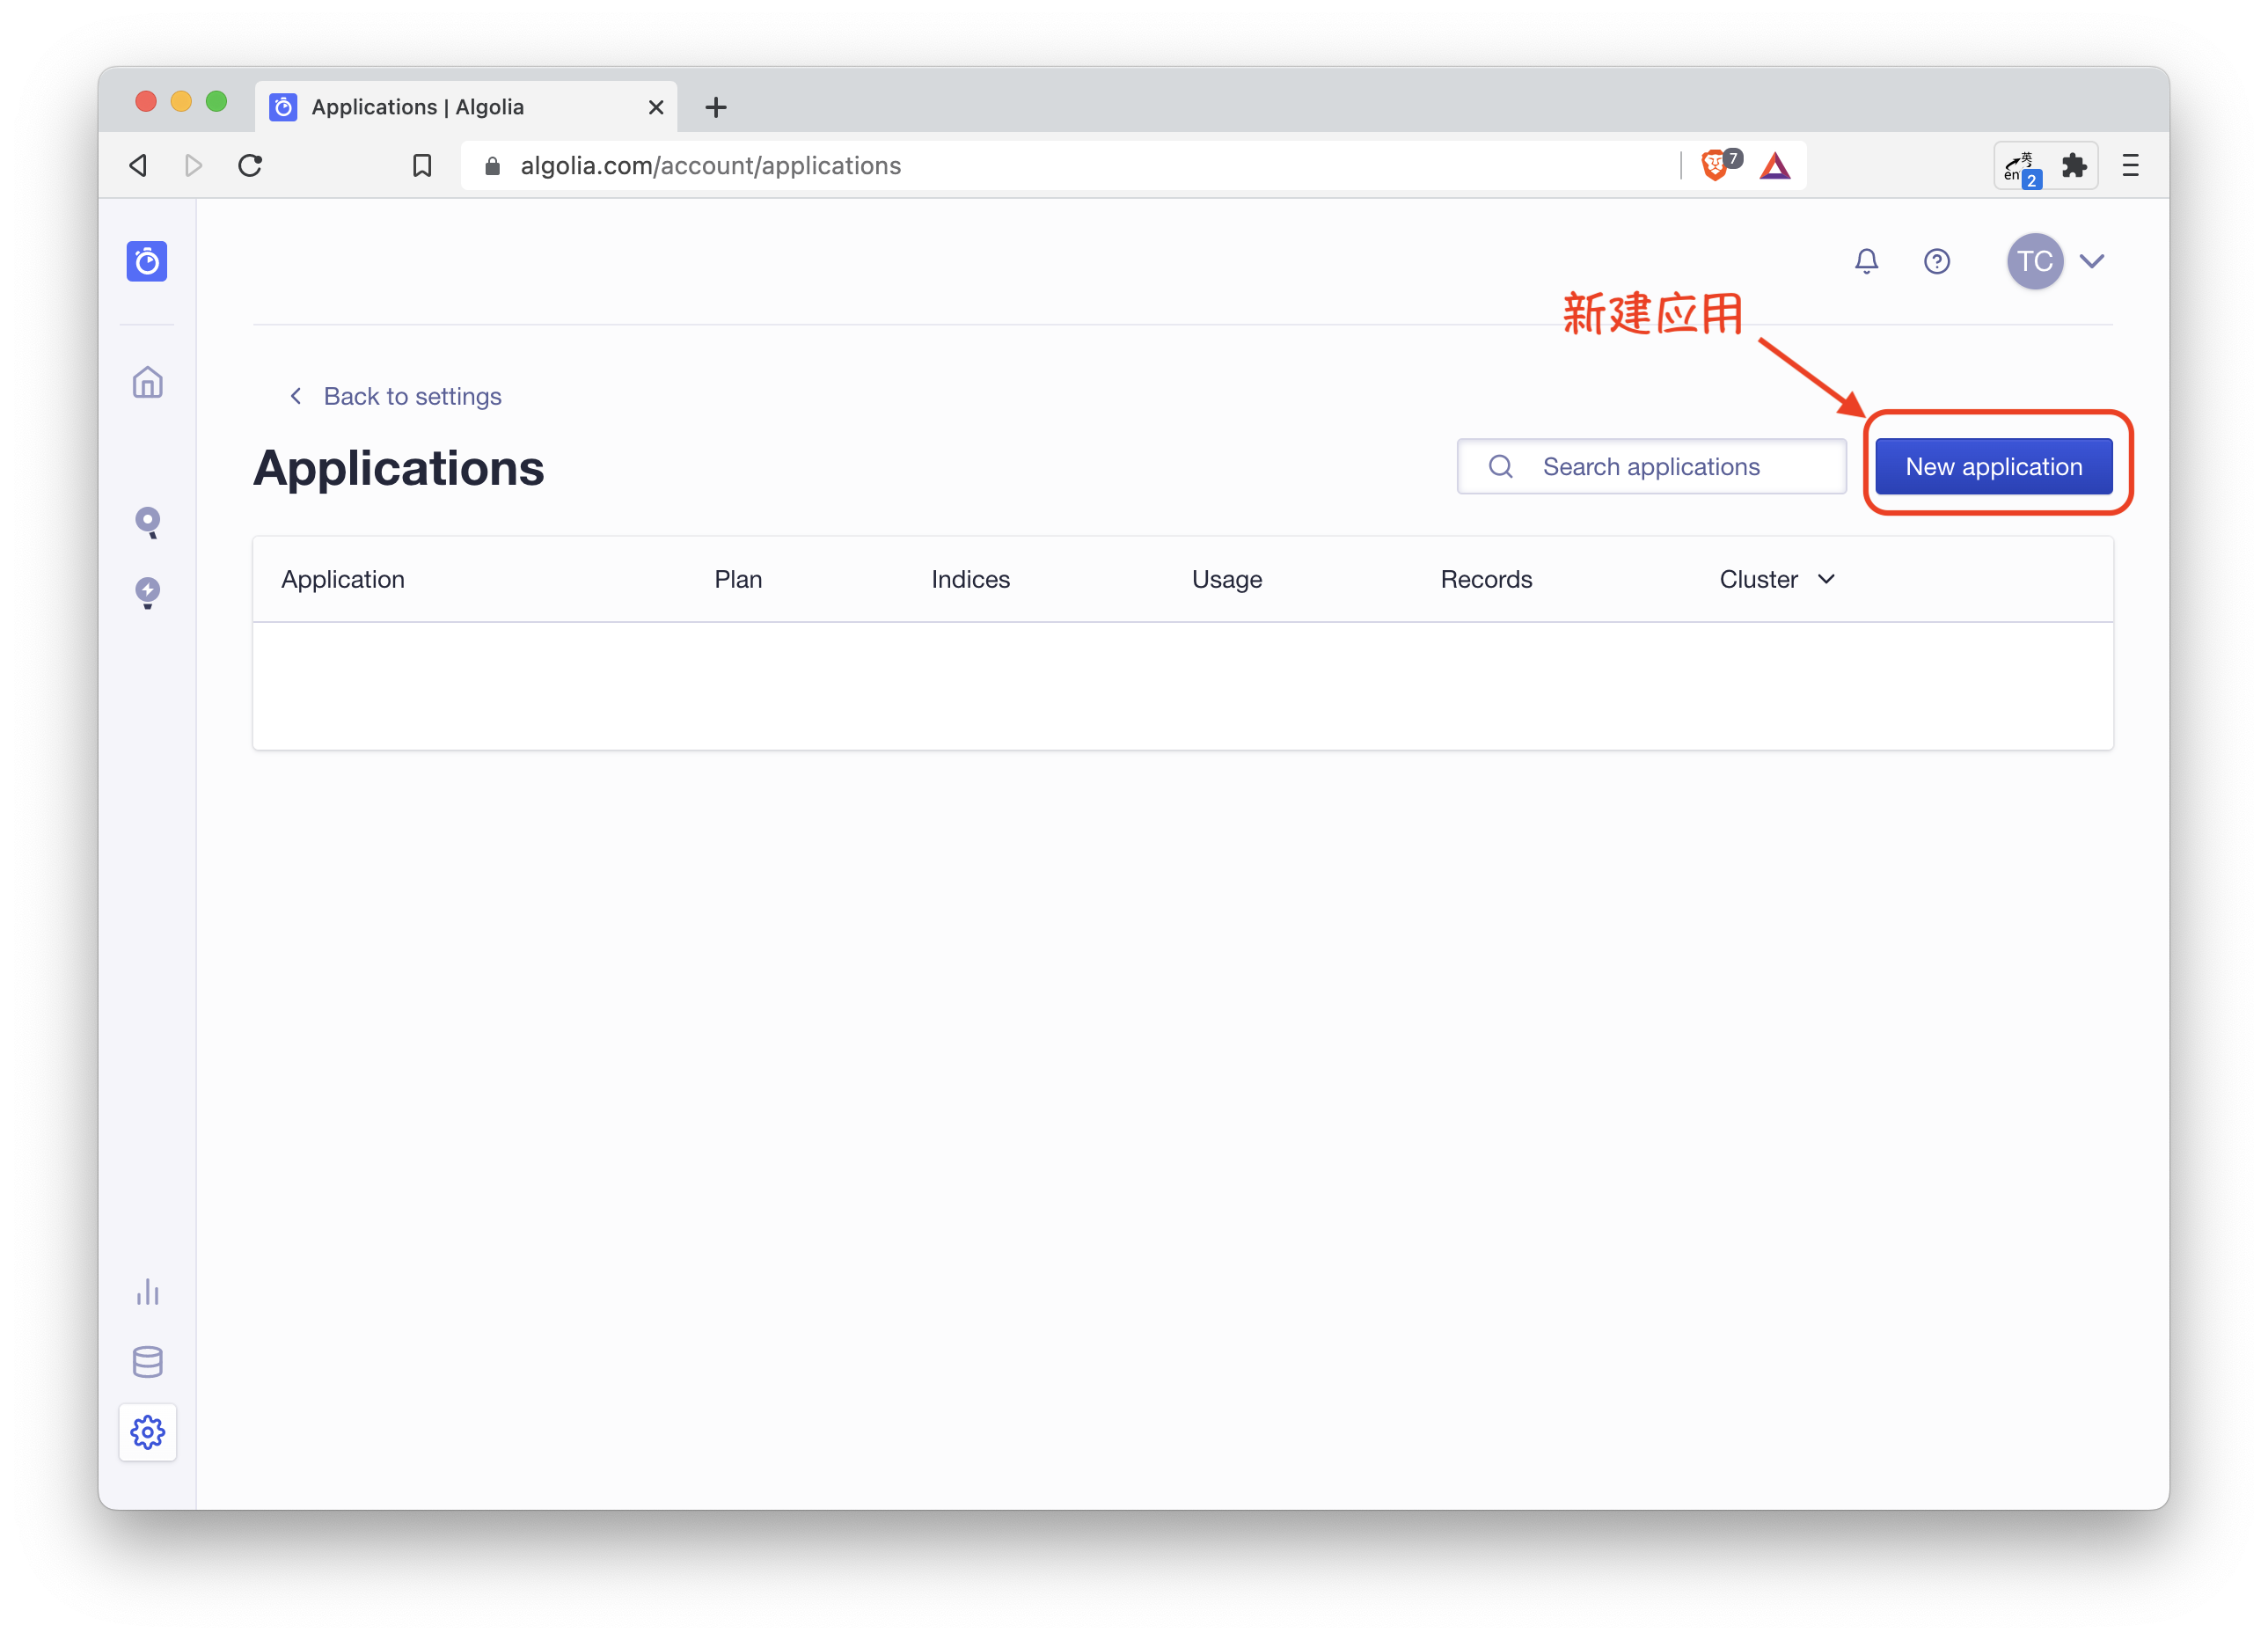 Applications | Algolia
algolia.com/account/applications
7
英
en
2
TC
新建应用
Back to settings
Applications
Search applications
New application
Application Plan Indices Usage Records Cluster